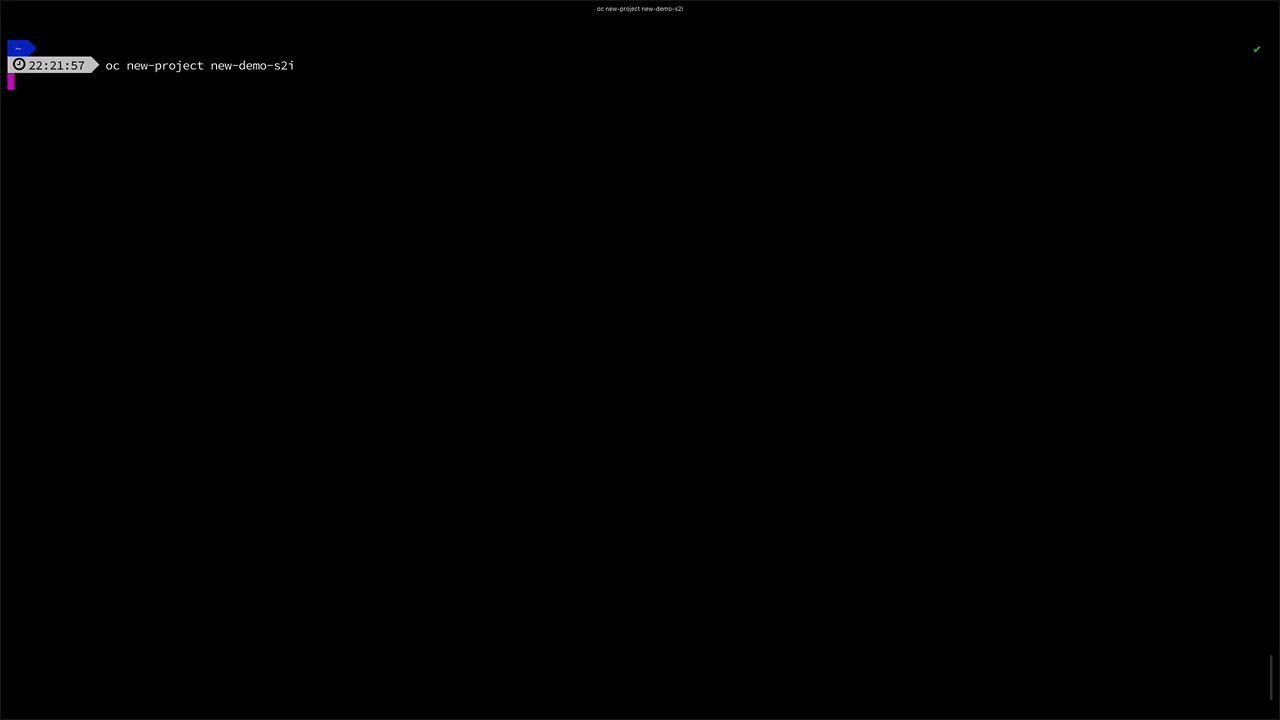 oc new-project new-demo-s2i
~
✔
22:21:57 oc new-project new-demo-s2i